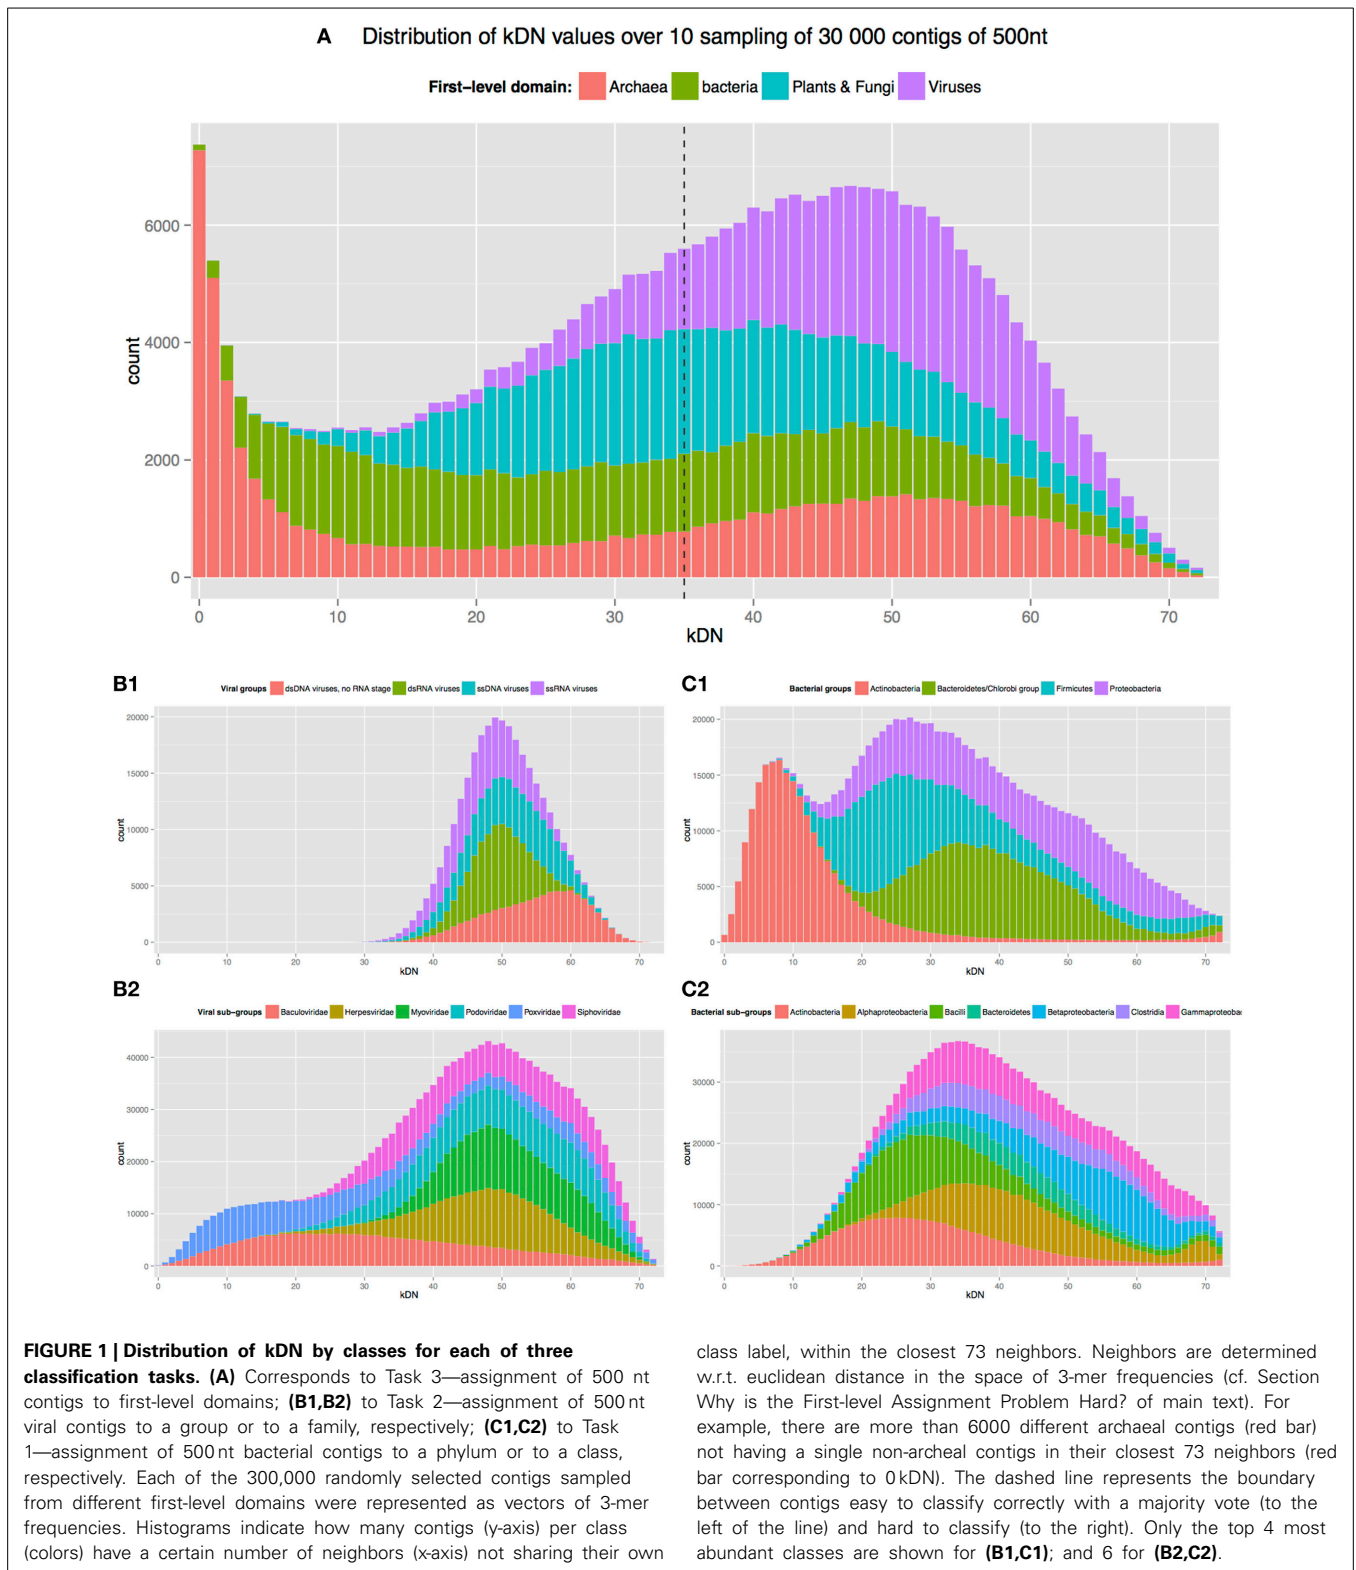 A Distribution of kDN values over 10 sampling of 30 000 contigs of 500nt
First-level domain: Archaea bacteria Plants & Fungi Viruses
6000
4000
2000
0
count
0 10 20 30 40 50 60 70
kDN
B1
Viral groups dsDNA viruses, no RNA stage dsRNA viruses ssDNA viruses ssRNA viruses
20000
15000
10000
5000
0
count
0 10 20 30 40 50 60 70
kDN
C1
Bacterial groups Actinobacteria Bacteroidetes/Chlorobi group Firmicutes Proteobacteria
20000
15000
10000
5000
0
count
0 10 20 30 40 50 60 70
kDN
B2
Viral sub-groups Baculoviridae Herpesviridae Myoviridae Podoviridae Poxviridae Siphoviridae
40000
30000
20000
10000
0
count
0 10 20 30 40 50 60 70
kDN
C2
Bacterial sub-groups Actinobacteria Alphaproteobacteria Bacilli Bacteroidetes Betaproteobacteria Clostridia Gammaproteobac
30000
20000
10000
0
count
0 10 20 30 40 50 60 70
kDN
FIGURE 1 | Distribution of kDN by classes for each of three
classification tasks. (A) Corresponds to Task 3—assignment of 500 nt
contigs to first-level domains; (B1,B2) to Task 2—assignment of 500 nt
viral contigs to a group or to a family, respectively; (C1,C2) to Task
1—assignment of 500 nt bacterial contigs to a phylum or to a class,
respectively. Each of the 300,000 randomly selected contigs sampled
from different first-level domains were represented as vectors of 3-mer
frequencies. Histograms indicate how many contigs (y-axis) per class
(colors) have a certain number of neighbors (x-axis) not sharing their own
class label, within the closest 73 neighbors. Neighbors are determined
w.r.t. euclidean distance in the space of 3-mer frequencies (cf. Section
Why is the First-level Assignment Problem Hard? of main text). For
example, there are more than 6000 different archaeal contigs (red bar)
not having a single non-archeal contigs in their closest 73 neighbors (red
bar corresponding to 0 kDN). The dashed line represents the boundary
between contigs easy to classify correctly with a majority vote (to the
left of the line) and hard to classify (to the right). Only the top 4 most
abundant classes are shown for (B1,C1); and 6 for (B2,C2).